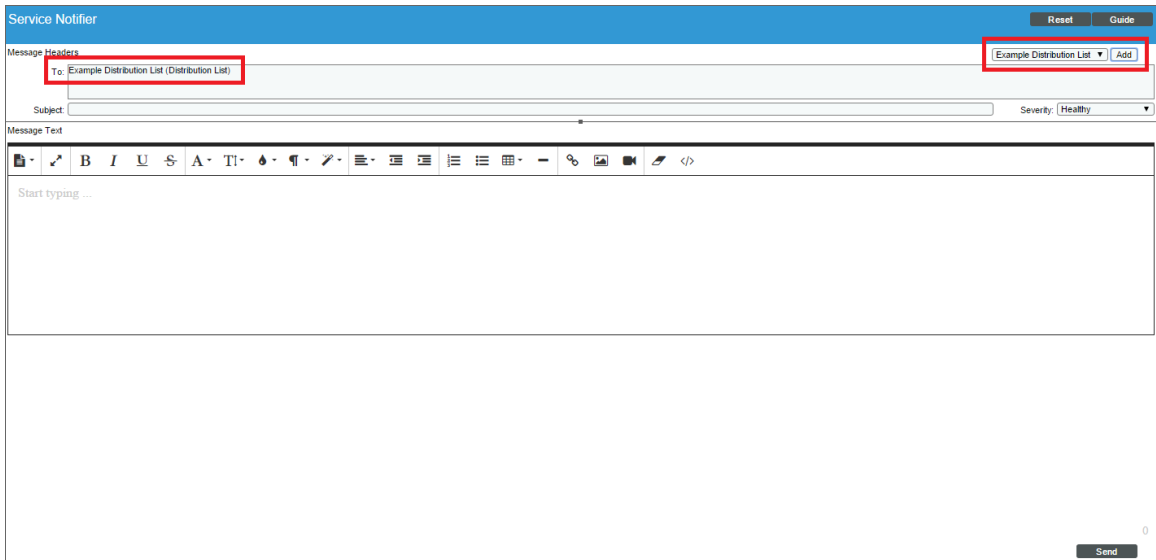 Service Notifier
Reset Guide
Message Headers
Example Distribution List Add
To: Example Distribution List (Distribution List)
Subject:
Severity: Healthy
Message Text
B I U S A T
Start typing ...
0
Send